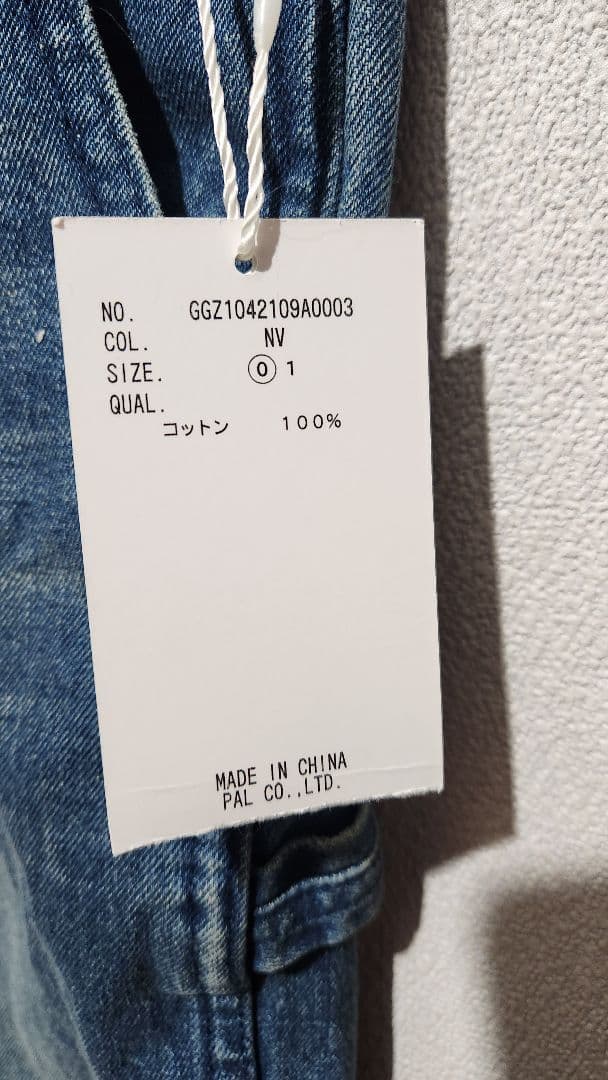 NO. GGZ1042109A0003
COL. NV
SIZE. ⓪ 1
QUAL.
コットン 100%
MADE IN CHINA
PAL CO.,LTD.